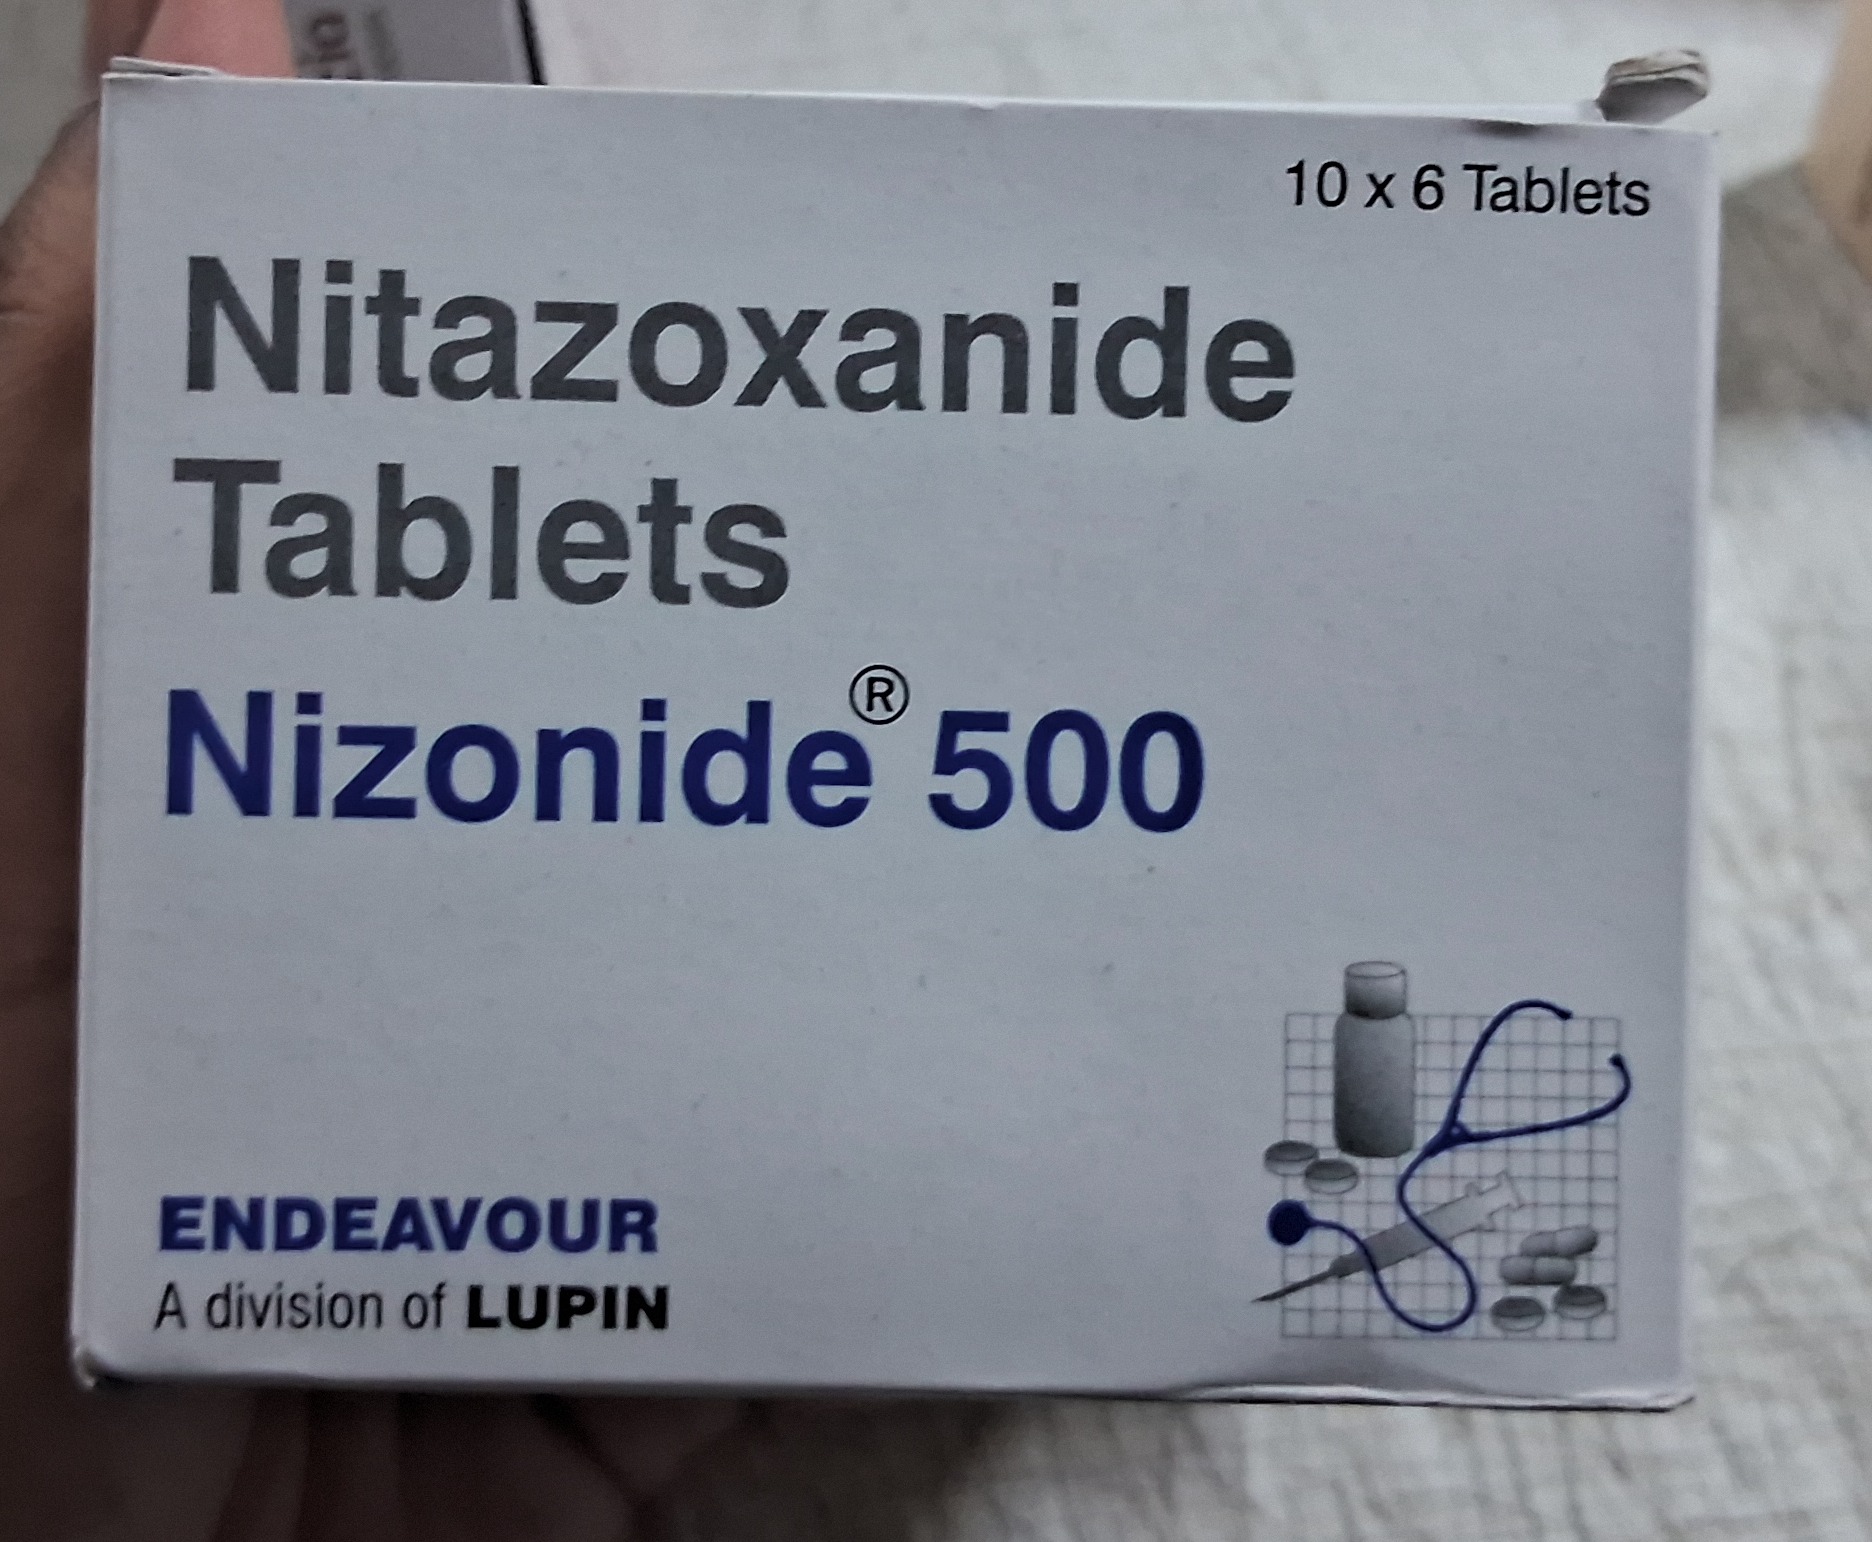 10 x 6 Tablets
Nitazoxanide
Tablets
Nizonide® 500
ENDEAVOUR
A division of LUPIN